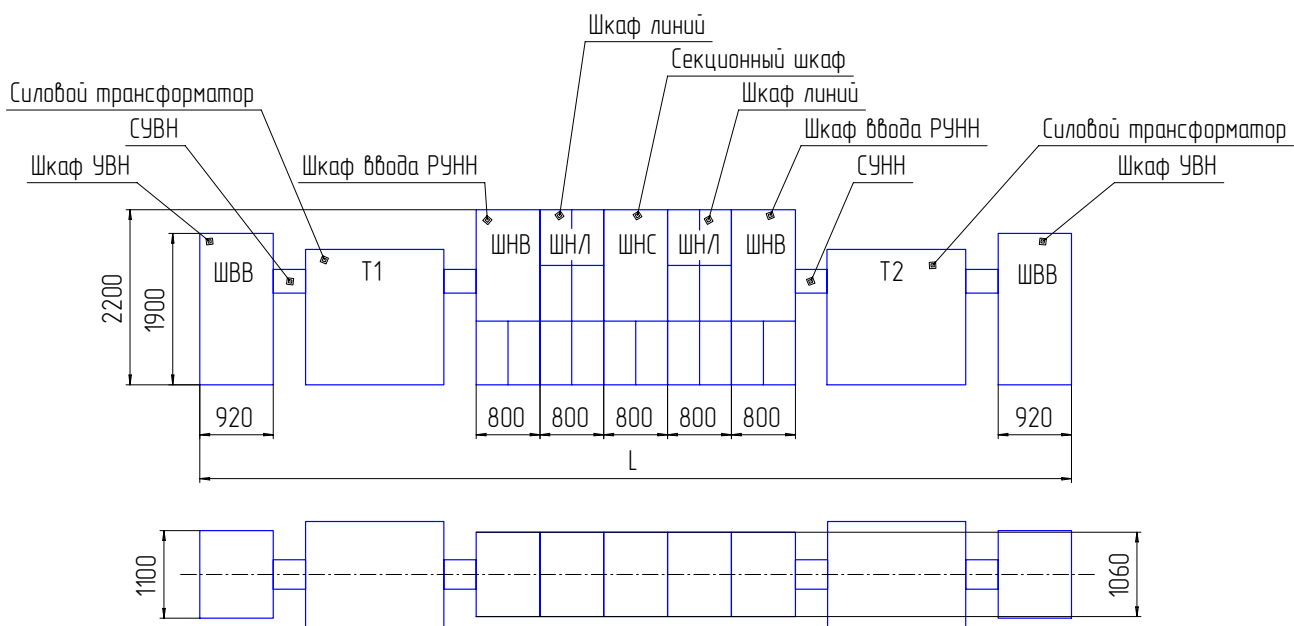 Шкаф линий
Секционный шкаф
Силовой трансформатор
Шкаф линий
СУВН
Шкаф ввода РУНН
Силовой трансформатор
Шкаф УВН
Шкаф ввода РУНН
СУНН
Шкаф УВН
ШВВ
Т1
ШНВ
ШНЛ
ШНС
ШНЛ
ШНВ
Т2
ШВВ
2200
1900
920
800
800
800
800
800
920
L
1100
1060